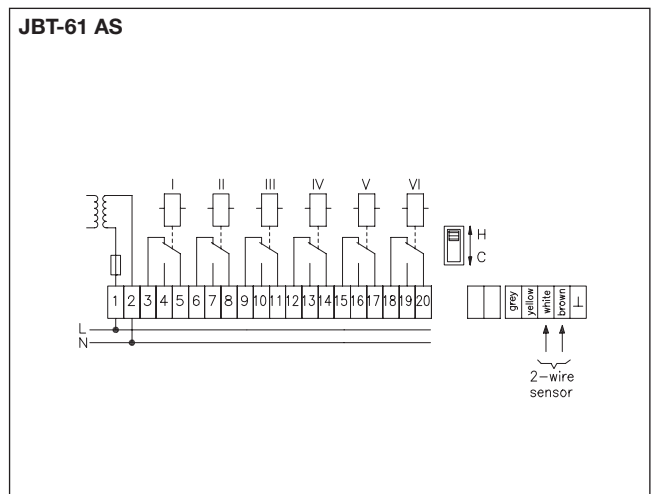 JBT-61 AS
I II III IV V VI
H
C
1 2 3 4 5 6 7 8 9 10 11 12 13 14 15 16 17 18 19 20
grey yellow white brown ⊥
L
N
2-wire
sensor